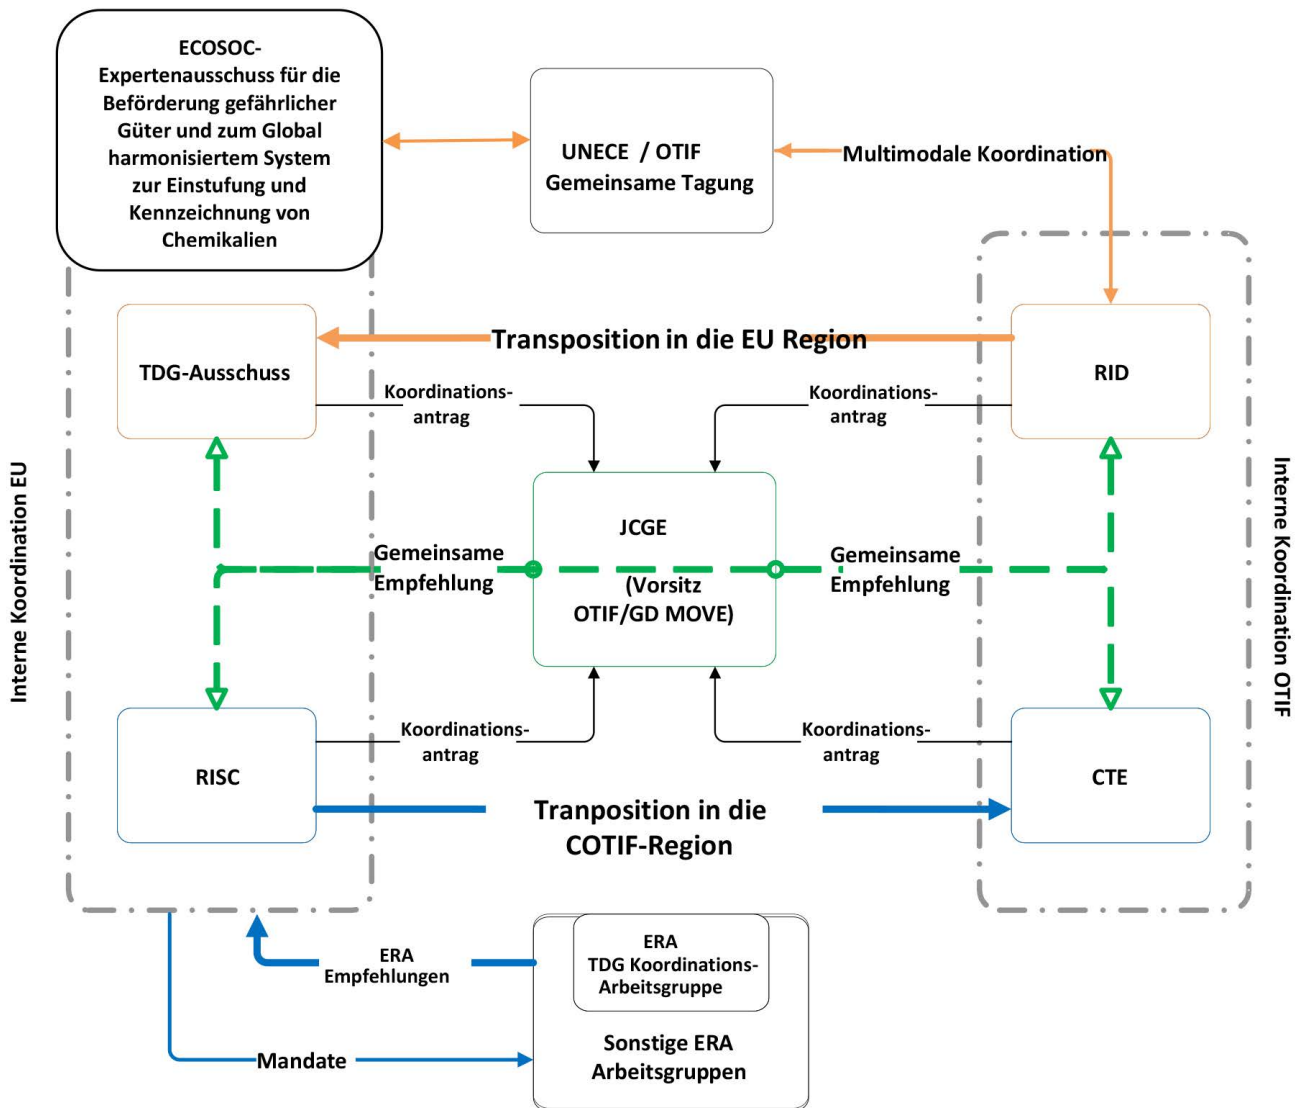 ECOSOC-
Expertenausschuss für die
Beförderung gefährlicher
Güter und zum Global
harmonisiertem System
zur Einstufung und
Kennzeichnung von
Chemikalien
UNECE / OTIF
Gemeinsame Tagung
Multimodale Koordination
Transposition in die EU Region
TDG-Ausschuss
RID
Koordinations-
antrag
Koordinations-
antrag
Interne Koordination EU
Interne Koordination OTIF
JCGE
(Vorsitz
OTIF/GD MOVE)
Gemeinsame
Empfehlung
Gemeinsame
Empfehlung
Koordinations-
antrag
Koordinations-
antrag
RISC
CTE
Tranposition in die
COTIF-Region
ERA
Empfehlungen
ERA
TDG Koordinations-
Arbeitsgruppe
Sonstige ERA
Arbeitsgruppen
Mandate